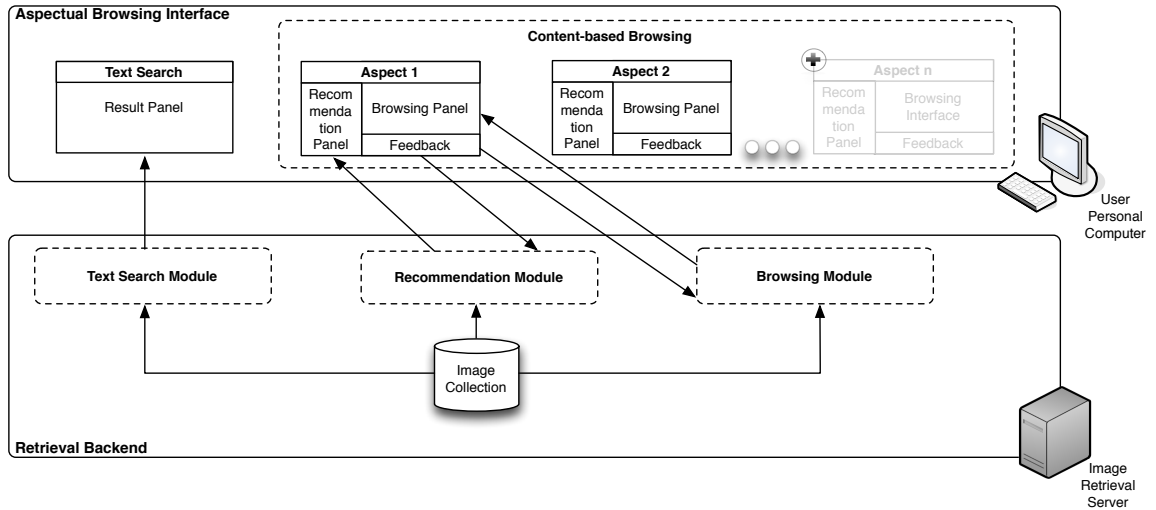 Aspectual Browsing Interface
Content-based Browsing
Text Search
Result Panel
Aspect 1
Recom
menda
tion
Panel
Browsing Panel
Feedback
Aspect 2
Recom
menda
tion
Panel
Browsing Panel
Feedback
Aspect n
Recom
menda
tion
Panel
Browsing
Interface
Feedback
User
Personal
Computer
Text Search Module
Recommendation Module
Browsing Module
Image
Collection
Retrieval Backend
Image
Retrieval
Server